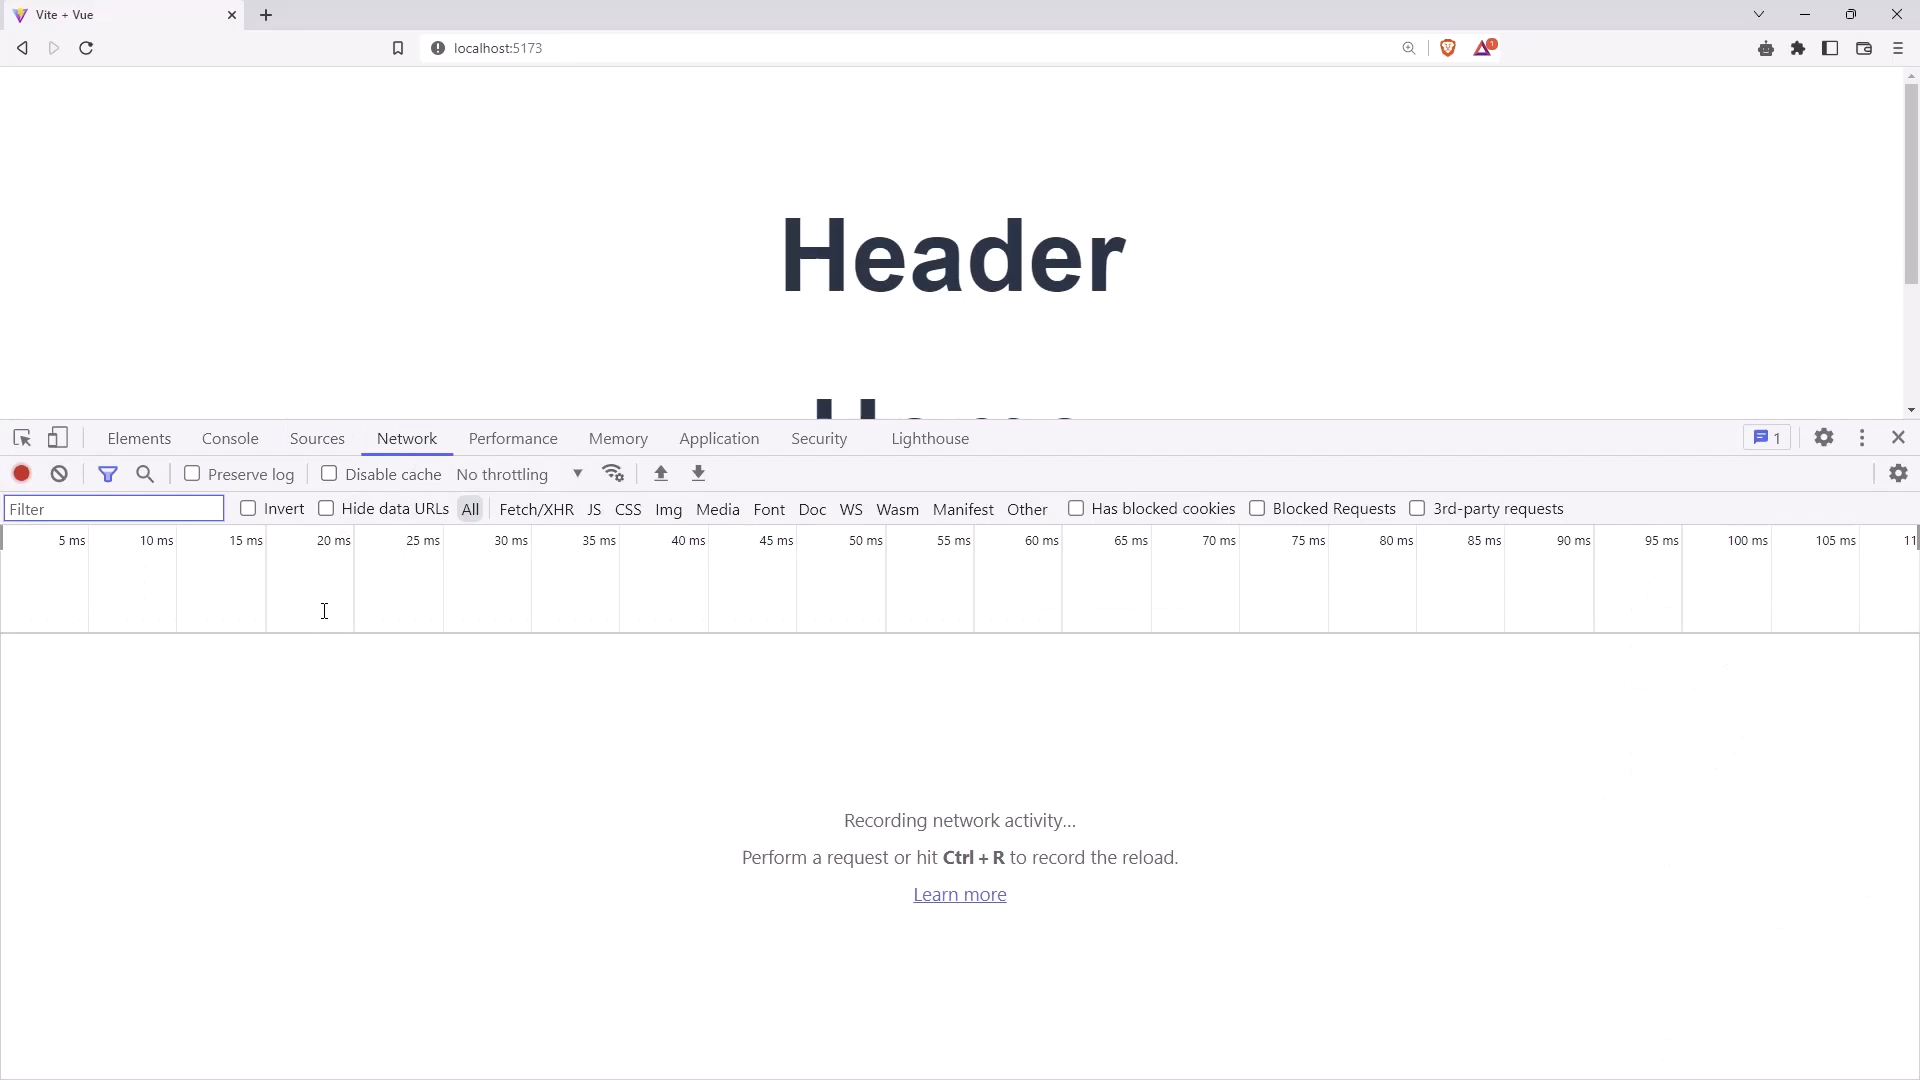 Vite + Vue
localhost:5173
1
Header
Home
Elements Console Sources Network Performance Memory Application Security Lighthouse 1
Preserve log Disable cache No throttling
Filter Invert Hide data URLs All Fetch/XHR JS CSS Img Media Font Doc WS Wasm Manifest Other Has blocked cookies Blocked Requests 3rd-party requests
5 ms 10 ms 15 ms 20 ms 25 ms 30 ms 35 ms 40 ms 45 ms 50 ms 55 ms 60 ms 65 ms 70 ms 75 ms 80 ms 85 ms 90 ms 95 ms 100 ms 105 ms 11
Recording network activity…
Perform a request or hit Ctrl + R to record the reload.
Learn more